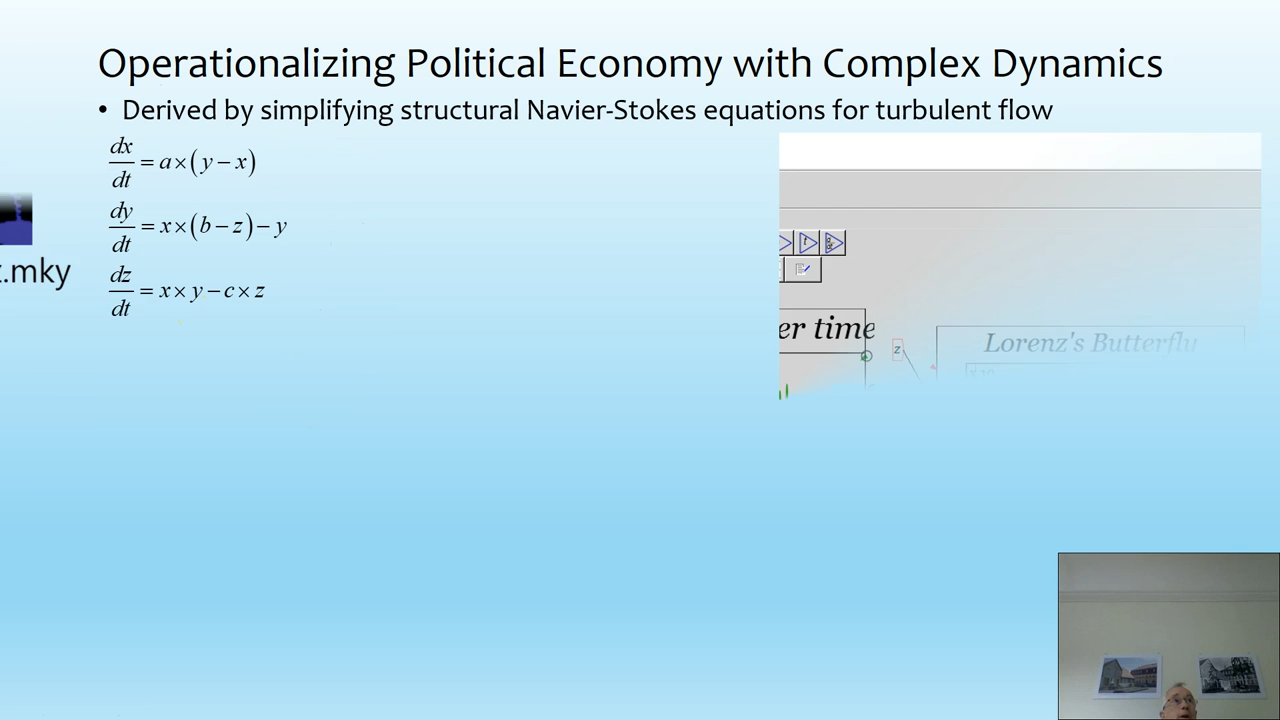 Operationalizing Political Economy with Complex Dynamics
• Derived by simplifying structural Navier-Stokes equations for turbulent flow
dx/dt = a×(y−x)
dy/dt = x×(b−z)−y
dz/dt = x×y−c×z
.mky
t
er time
z
Lorenz's Butterfly